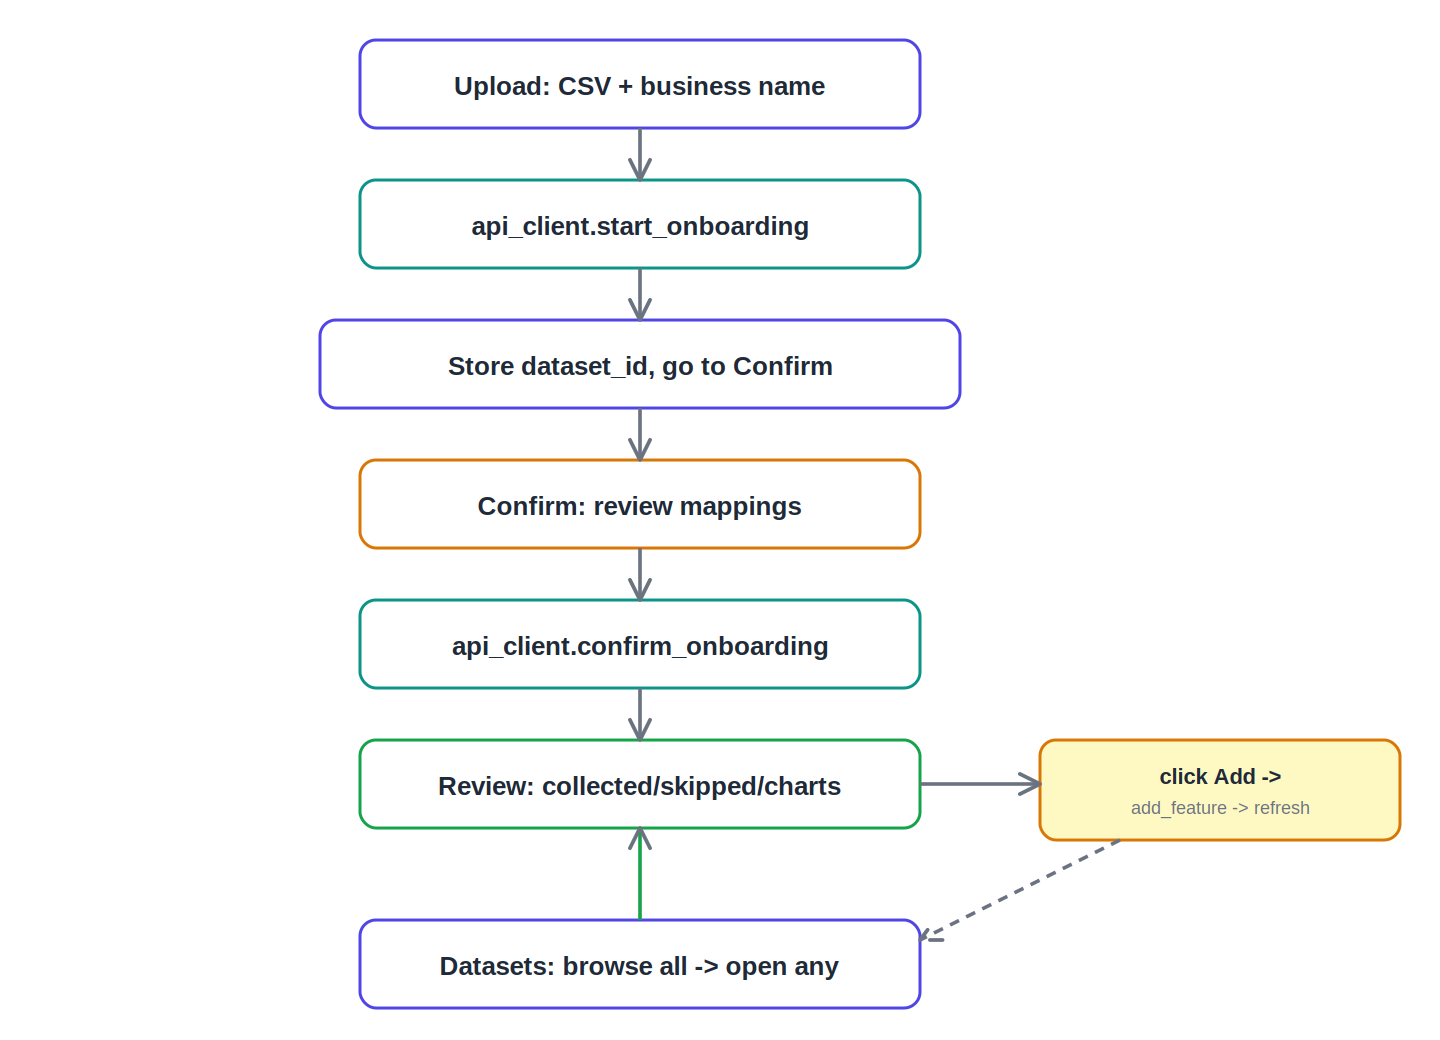 Upload: CSV + business name
api_client.start_onboarding
Store dataset_id, go to Confirm
Confirm: review mappings
api_client.confirm_onboarding
Review: collected/skipped/charts
click Add ->
add_feature -> refresh
Datasets: browse all -> open any